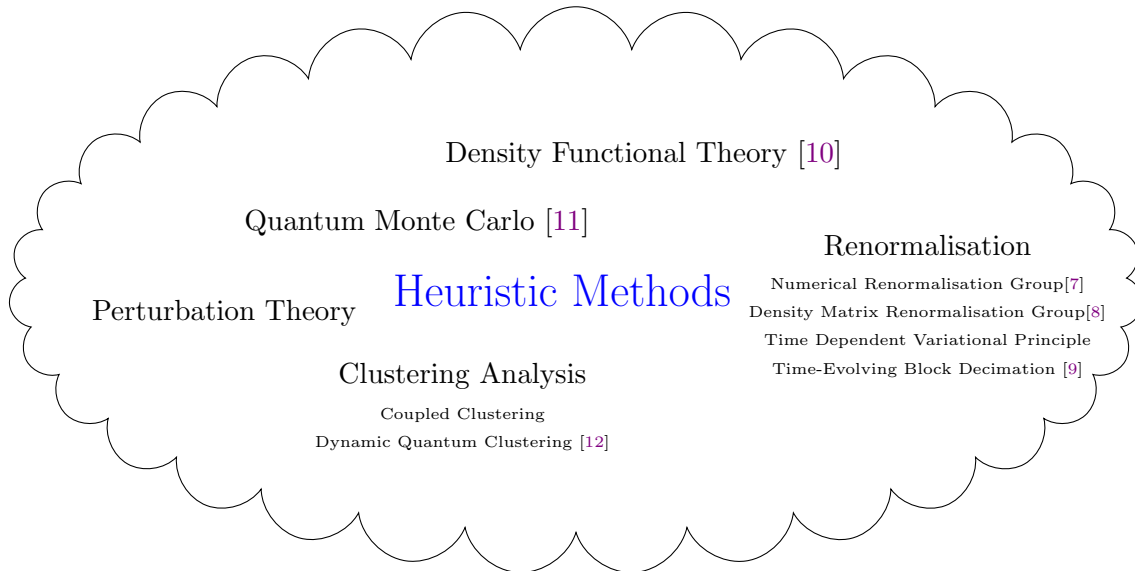 Density Functional Theory [10]
Quantum Monte Carlo [11]
Heuristic Methods
Perturbation Theory
Renormalisation
Numerical Renormalisation Group[7]
Density Matrix Renormalisation Group[8]
Time Dependent Variational Principle
Time-Evolving Block Decimation [9]
Clustering Analysis
Coupled Clustering
Dynamic Quantum Clustering [12]